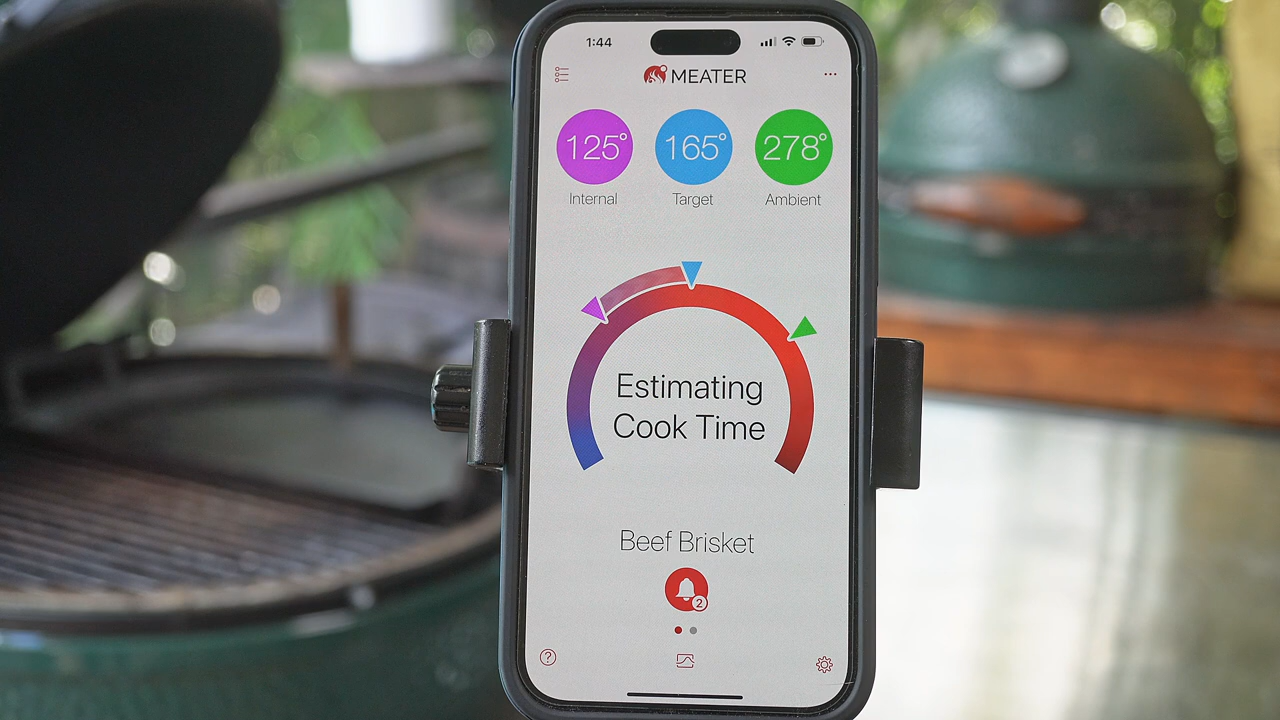 1:44
MEATER
125° 165° 278°
Internal Target Ambient
Estimating
Cook Time
Beef Brisket
2
?